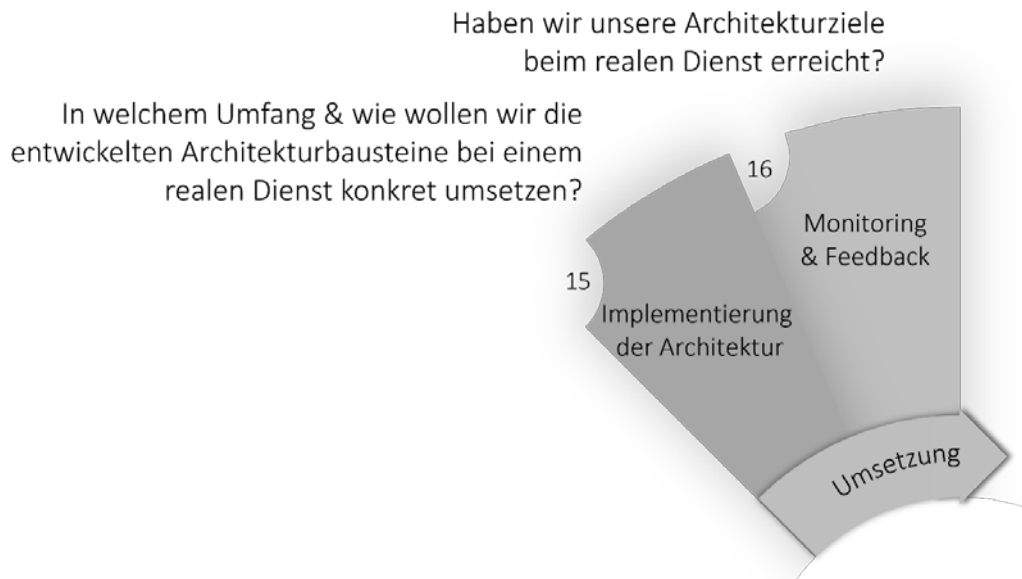 Haben wir unsere Architekturziele
beim realen Dienst erreicht?
In welchem Umfang & wie wollen wir die
entwickelten Architekturbausteine bei einem
realen Dienst konkret umsetzen?
16
Monitoring
& Feedback
15
Implementierung
der Architektur
Umsetzung